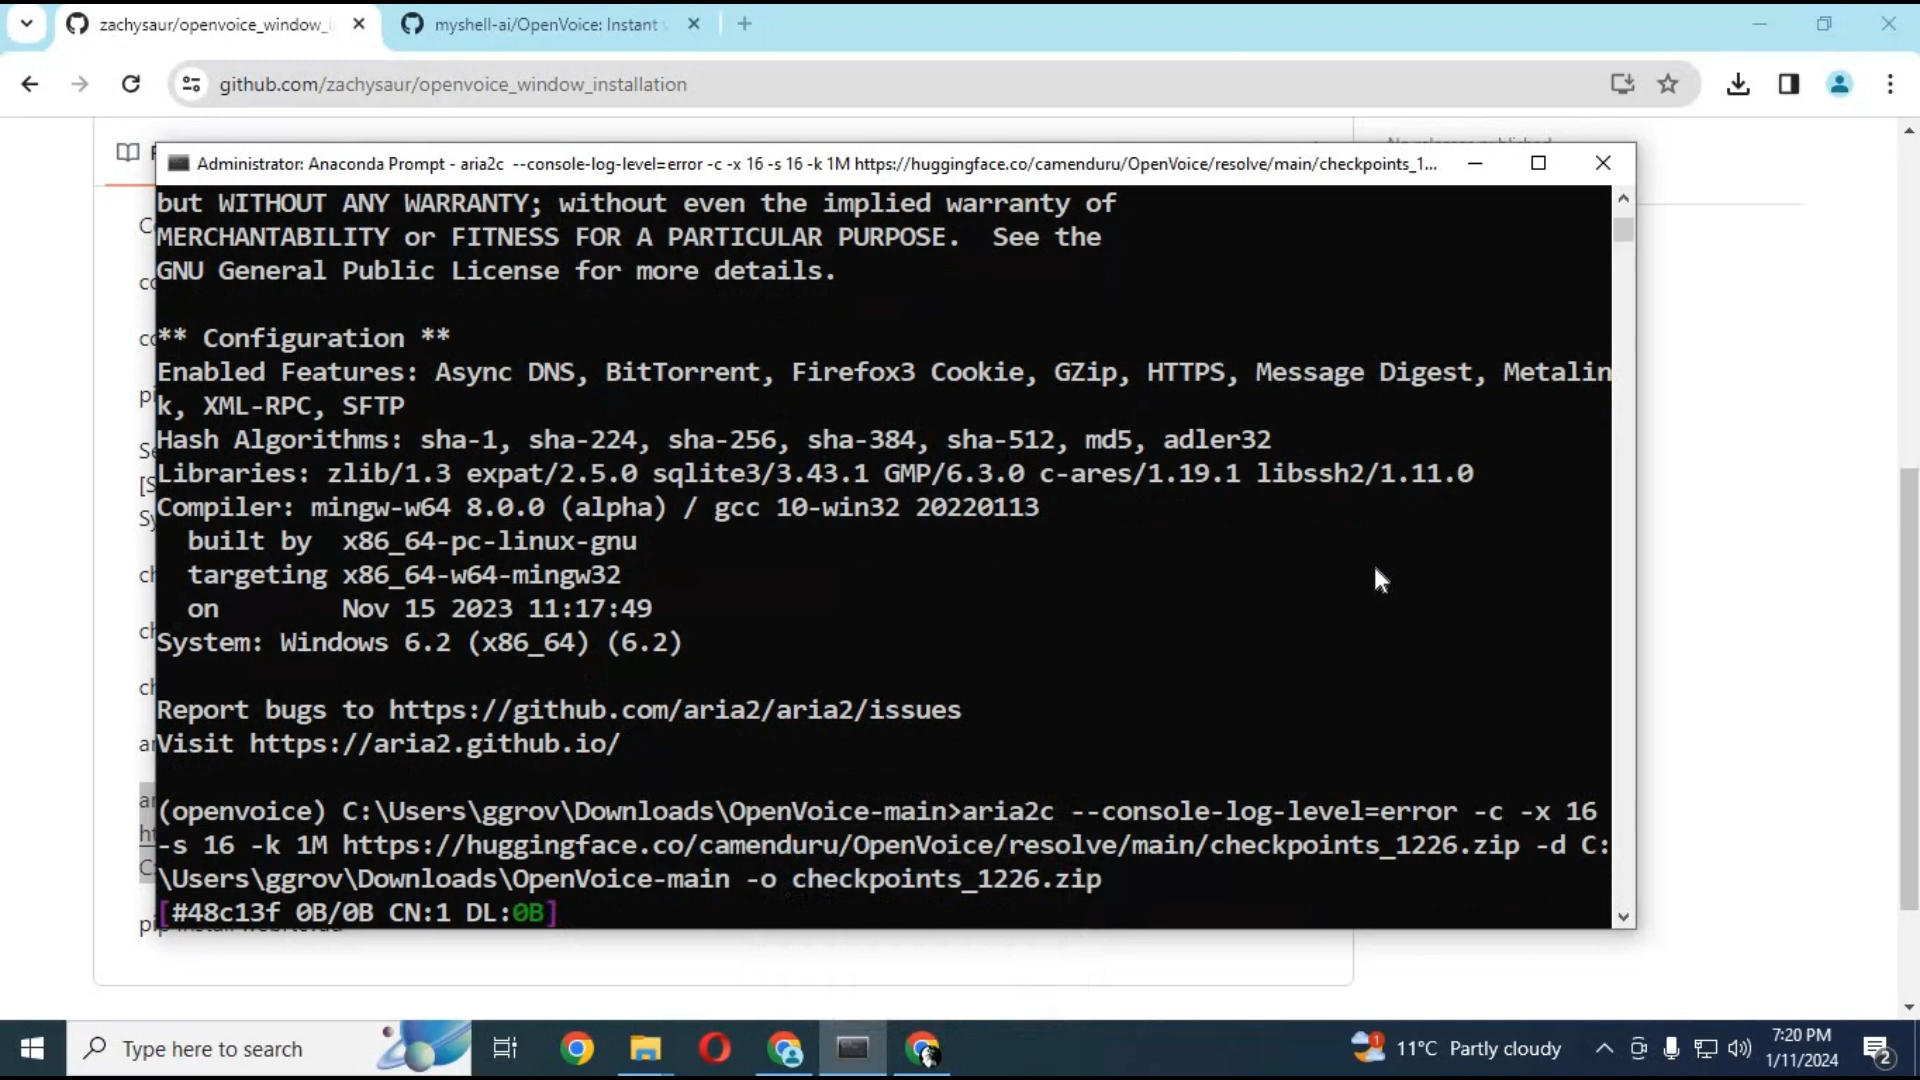 zachysaur/openvoice_window_i
myshell-ai/OpenVoice: Instant
github.com/zachysaur/openvoice_window_installation
Administrator: Anaconda Prompt - aria2c --console-log-level=error -c -x 16 -s 16 -k 1M https://huggingface.co/camenduru/OpenVoice/resolve/main/checkpoints_1...
but WITHOUT ANY WARRANTY; without even the implied warranty of
MERCHANTABILITY or FITNESS FOR A PARTICULAR PURPOSE.  See the
GNU General Public License for more details.
** Configuration **
Enabled Features: Async DNS, BitTorrent, Firefox3 Cookie, GZip, HTTPS, Message Digest, Metalin
k, XML-RPC, SFTP
Hash Algorithms: sha-1, sha-224, sha-256, sha-384, sha-512, md5, adler32
Libraries: zlib/1.3 expat/2.5.0 sqlite3/3.43.1 GMP/6.3.0 c-ares/1.19.1 libssh2/1.11.0
Compiler: mingw-w64 8.0.0 (alpha) / gcc 10-win32 20220113
built by  x86_64-pc-linux-gnu
targeting x86_64-w64-mingw32
on        Nov 15 2023 11:17:49
System: Windows 6.2 (x86_64) (6.2)
Report bugs to https://github.com/aria2/aria2/issues
Visit https://aria2.github.io/
(openvoice) C:\Users\ggrov\Downloads\OpenVoice-main>aria2c --console-log-level=error -c -x 16
-s 16 -k 1M https://huggingface.co/camenduru/OpenVoice/resolve/main/checkpoints_1226.zip -d C:
\Users\ggrov\Downloads\OpenVoice-main -o checkpoints_1226.zip
[#48c13f 0B/0B CN:1 DL:0B]
Type here to search
11°C Partly cloudy
7:20 PM
1/11/2024
2